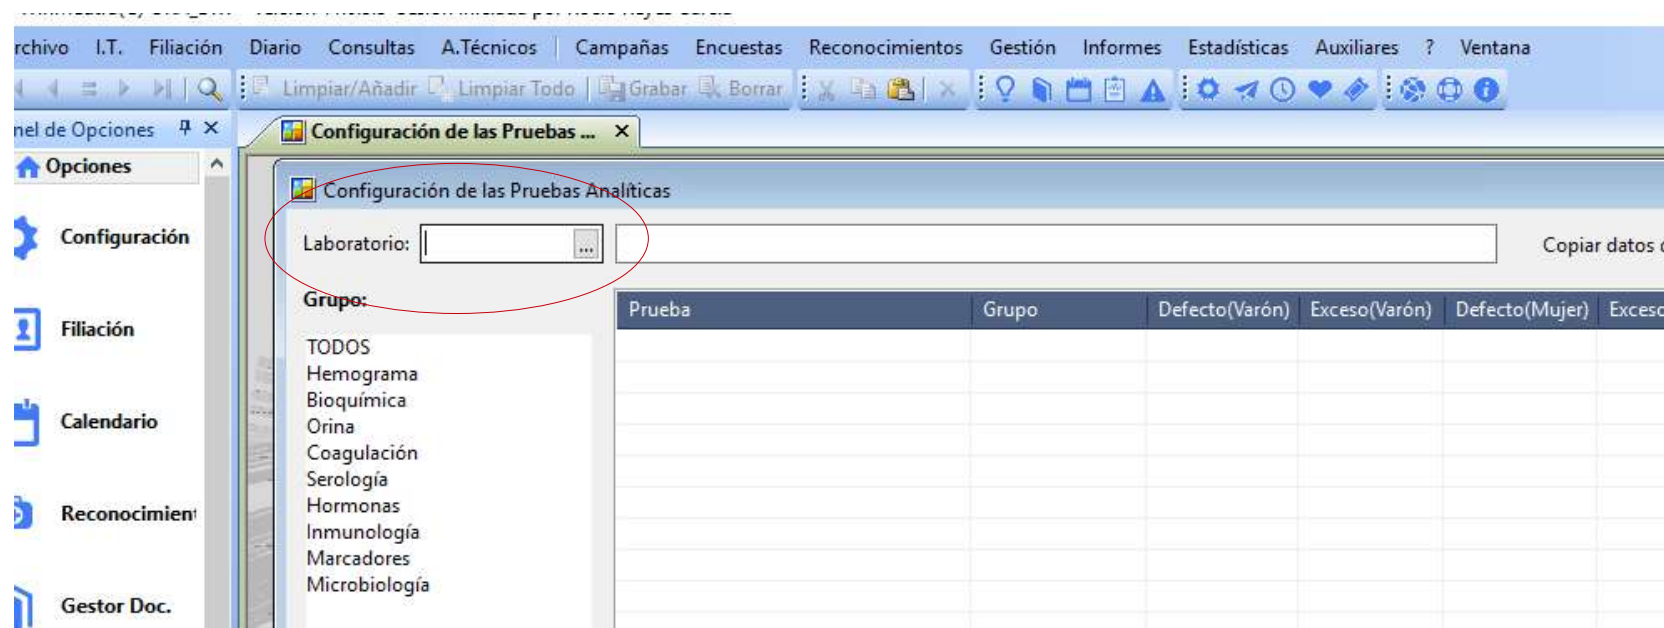 rchivo I.T. Filiación Diario Consultas A.Técnicos Campañas Encuestas Reconocimientos Gestión Informes Estadísticas Auxiliares ? Ventana
Limpiar/Añadir Limpiar Todo Grabar Borrar
nel de Opciones
Configuración de las Pruebas ...
Opciones
Configuración de las Pruebas Analíticas
Configuración
Laboratorio: ...
Copiar datos
Grupo:
Prueba Grupo Defecto(Varón) Exceso(Varón) Defecto(Mujer) Exceso
Filiación
TODOS
Hemograma
Bioquímica
Calendario
Orina
Coagulación
Serología
Hormonas
Reconocimien
Inmunología
Marcadores
Microbiología
Gestor Doc.